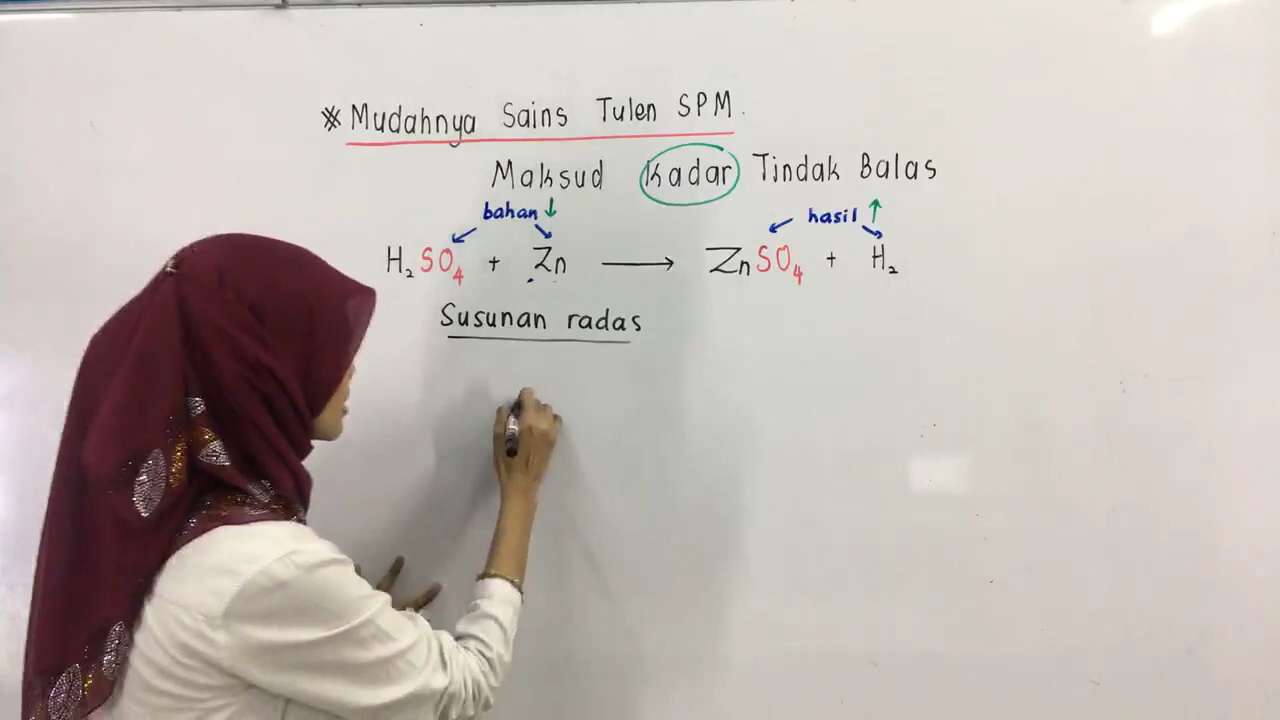 * Mudahnya Sains Tulen SPM.
Maksud Kadar Tindak Balas
bahan ↓ hasil ↑
H₂SO₄ + Zn → ZnSO₄ + H₂
Susunan radas